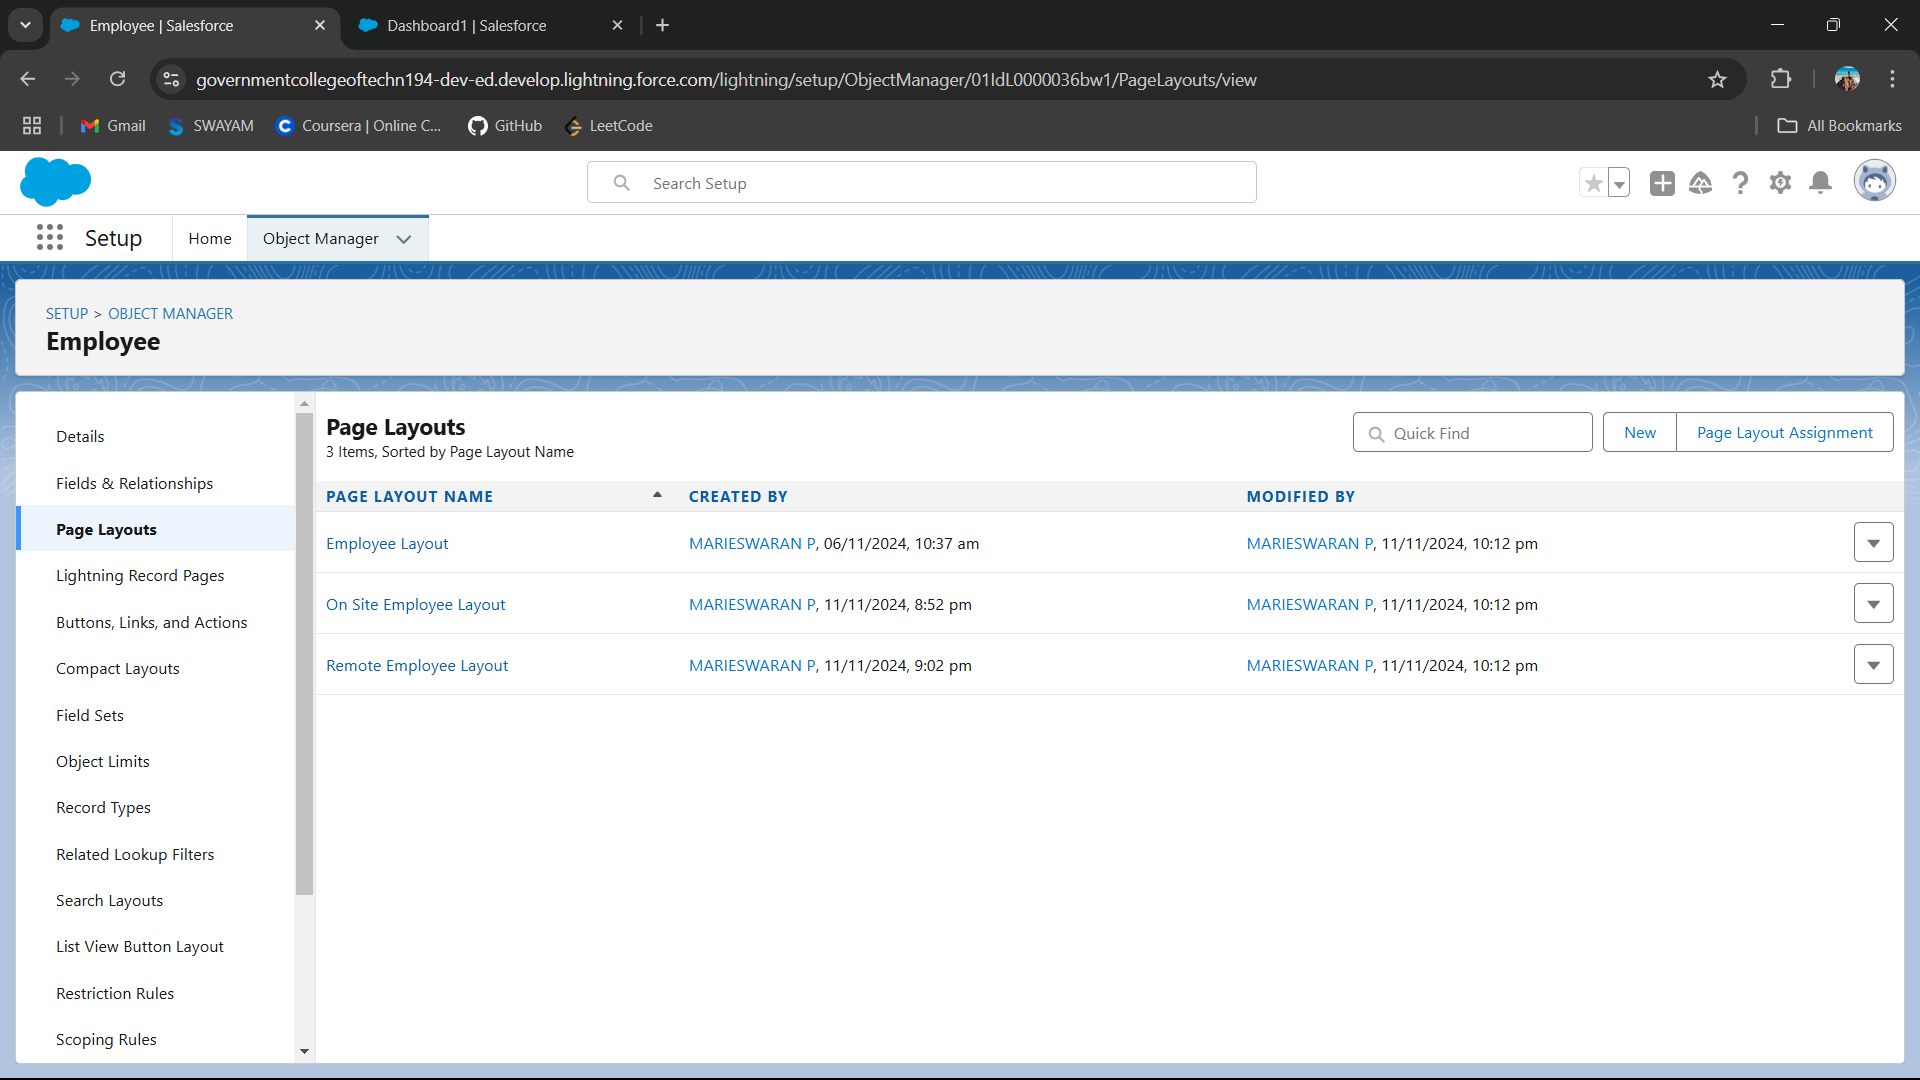 Employee | Salesforce
Dashboard1 | Salesforce
governmentcollegeoftechn194-dev-ed.develop.lightning.force.com/lightning/setup/ObjectManager/01IdL0000036bw1/PageLayouts/view
Gmail
SWAYAM
Coursera | Online C...
GitHub
LeetCode
All Bookmarks
Search Setup
Setup
Home
Object Manager
SETUP > OBJECT MANAGER
Employee
Details
Fields & Relationships
Page Layouts
Lightning Record Pages
Buttons, Links, and Actions
Compact Layouts
Field Sets
Object Limits
Record Types
Related Lookup Filters
Search Layouts
List View Button Layout
Restriction Rules
Scoping Rules
Page Layouts
3 Items, Sorted by Page Layout Name
Quick Find
New
Page Layout Assignment
PAGE LAYOUT NAME CREATED BY MODIFIED BY
Employee Layout MARIESWARAN P, 06/11/2024, 10:37 am MARIESWARAN P, 11/11/2024, 10:12 pm
On Site Employee Layout MARIESWARAN P, 11/11/2024, 8:52 pm MARIESWARAN P, 11/11/2024, 10:12 pm
Remote Employee Layout MARIESWARAN P, 11/11/2024, 9:02 pm MARIESWARAN P, 11/11/2024, 10:12 pm